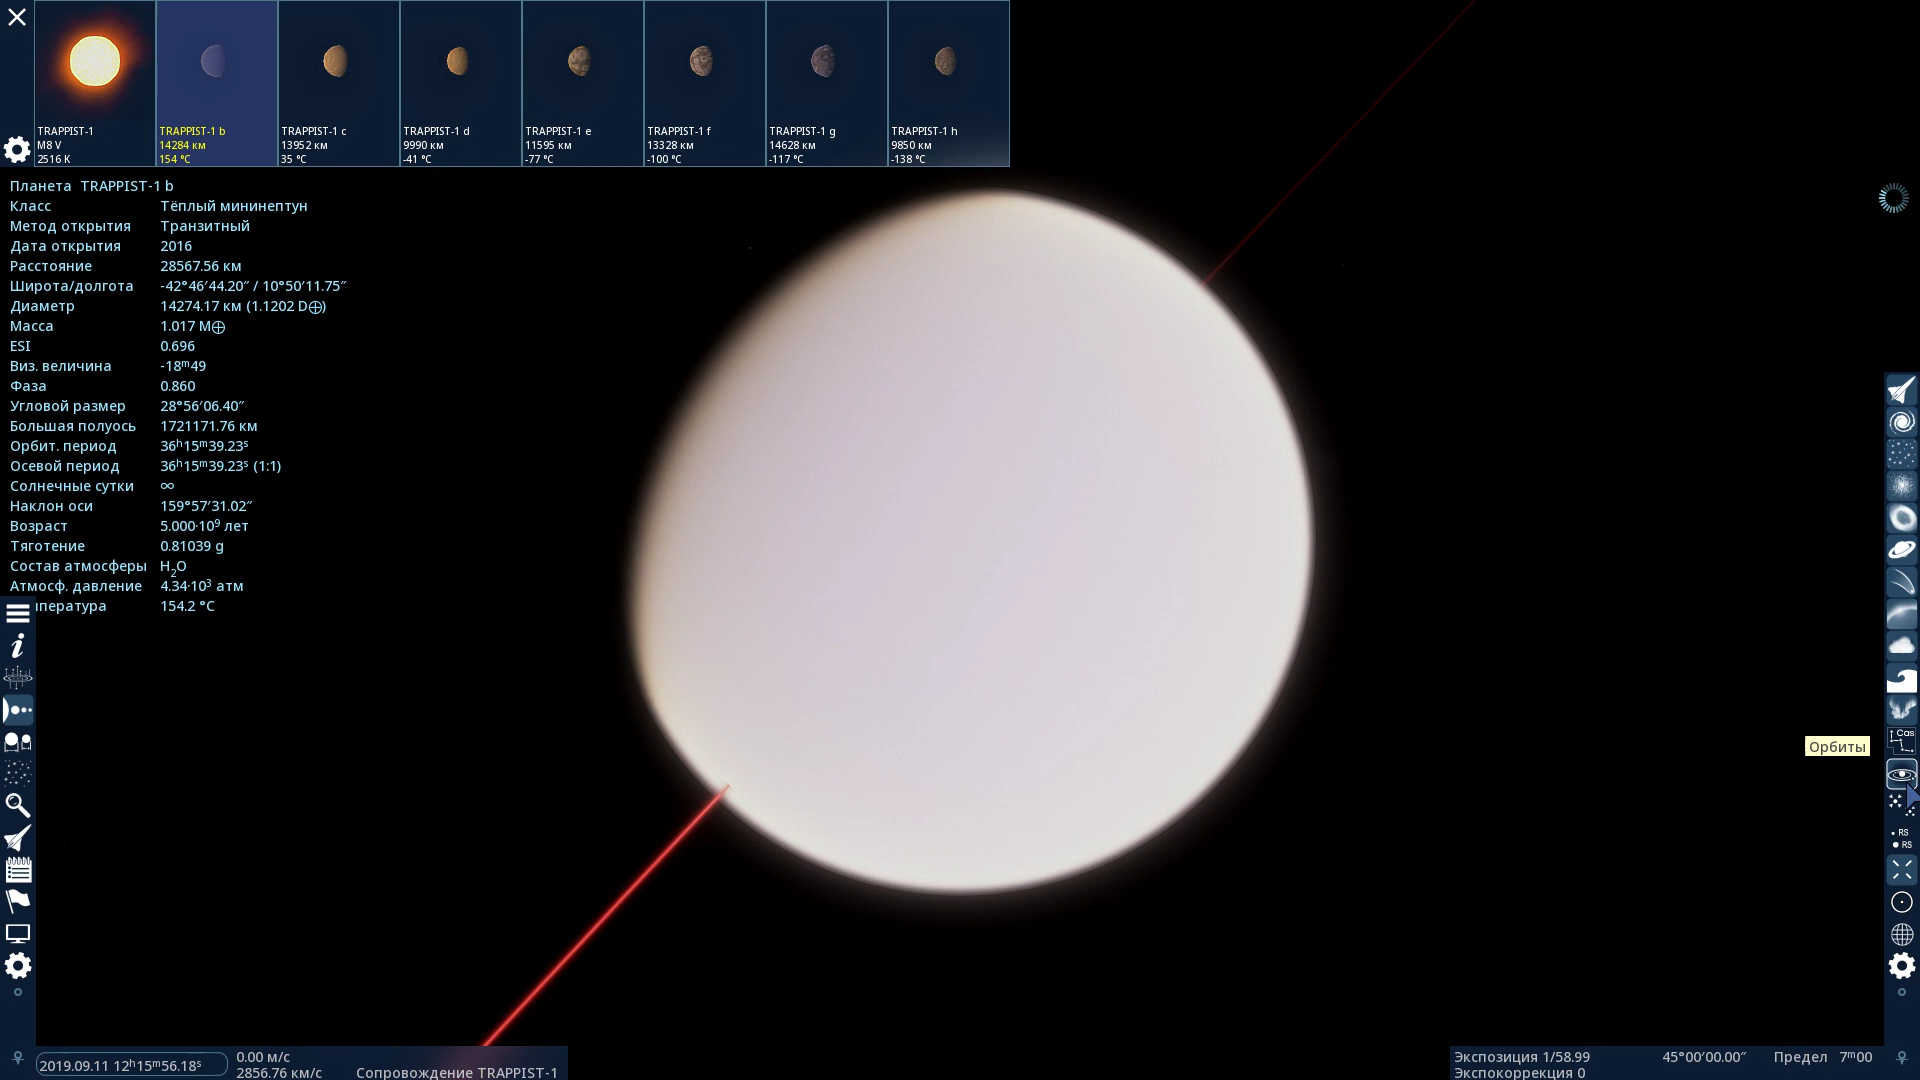 TRAPPIST-1
M8 V
2516 K
TRAPPIST-1 b
14284 км
154 °C
TRAPPIST-1 c
13952 км
35 °C
TRAPPIST-1 d
9990 км
-41 °C
TRAPPIST-1 e
11595 км
-77 °C
TRAPPIST-1 f
13328 км
-100 °C
TRAPPIST-1 g
14628 км
-117 °C
TRAPPIST-1 h
9850 км
-138 °C
Планета TRAPPIST-1 b
Класс Тёплый мининептун
Метод открытия Транзитный
Дата открытия 2016
Расстояние 28567.56 км
Широта/долгота -42°46′44.20″ / 10°50′11.75″
Диаметр 14274.17 км (1.1202 D⊕)
Масса 1.017 M⊕
ESI 0.696
Виз. величина -18ᵐ49
Фаза 0.860
Угловой размер 28°56′06.40″
Большая полуось 1721171.76 км
Орбит. период 36ʰ15ᵐ39.23ˢ
Осевой период 36ʰ15ᵐ39.23ˢ (1:1)
Солнечные сутки ∞
Наклон оси 159°57′31.02″
Возраст 5.000·10⁹ лет
Тяготение 0.81039 g
Состав атмосферы H₂O
Атмосф. давление 4.34·10³ атм
пература 154.2 °C
Cas
Орбиты
RS
RS
2019.09.11 12ʰ15ᵐ56.18ˢ
0.00 м/с
2856.76 км/с Сопровождение TRAPPIST-1
Экспозиция 1/58.99 45°00′00.00″ Предел 7ᵐ00
Экспокоррекция 0